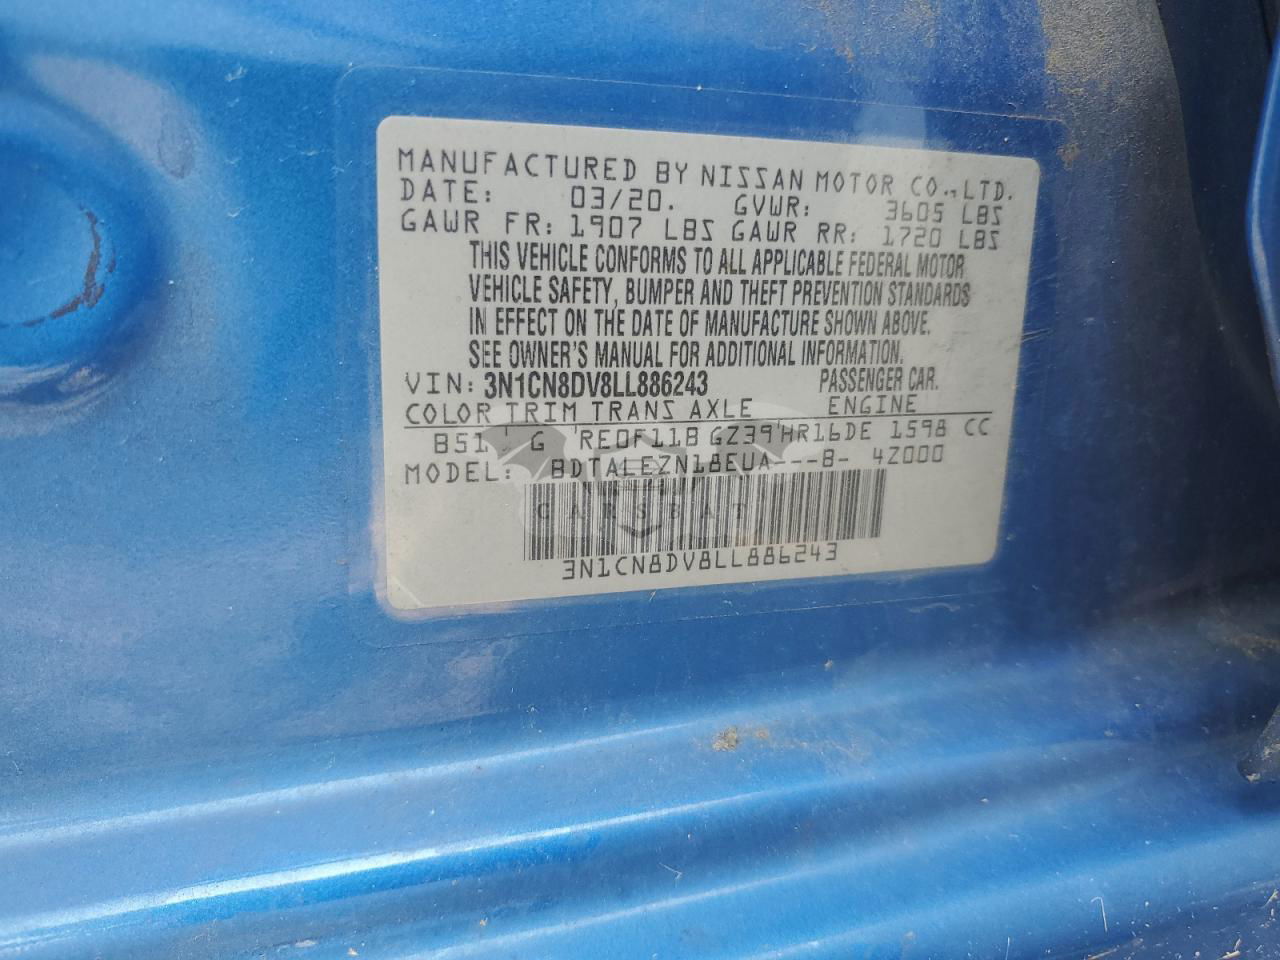 MANUFACTURED BY NISSAN MOTOR CO.,LTD.
DATE: 03/20. GVWR: 3605 LBS
GAWR FR: 1907 LBS GAWR RR: 1720 LBS
THIS VEHICLE CONFORMS TO ALL APPLICABLE FEDERAL MOTOR
VEHICLE SAFETY, BUMPER AND THEFT PREVENTION STANDARDS
IN EFFECT ON THE DATE OF MANUFACTURE SHOWN ABOVE.
SEE OWNER'S MANUAL FOR ADDITIONAL INFORMATION.
VIN: 3N1CN8DV8LL886243 PASSENGER CAR.
COLOR TRIM TRANS AXLE ENGINE
B51 ' G 'RE0F11B GZ39'HR16DE 1598 CC
MODEL: BDTALEZN18EUA---B- 4Z000
CARSBAT
3N1CN8DV8LL886243